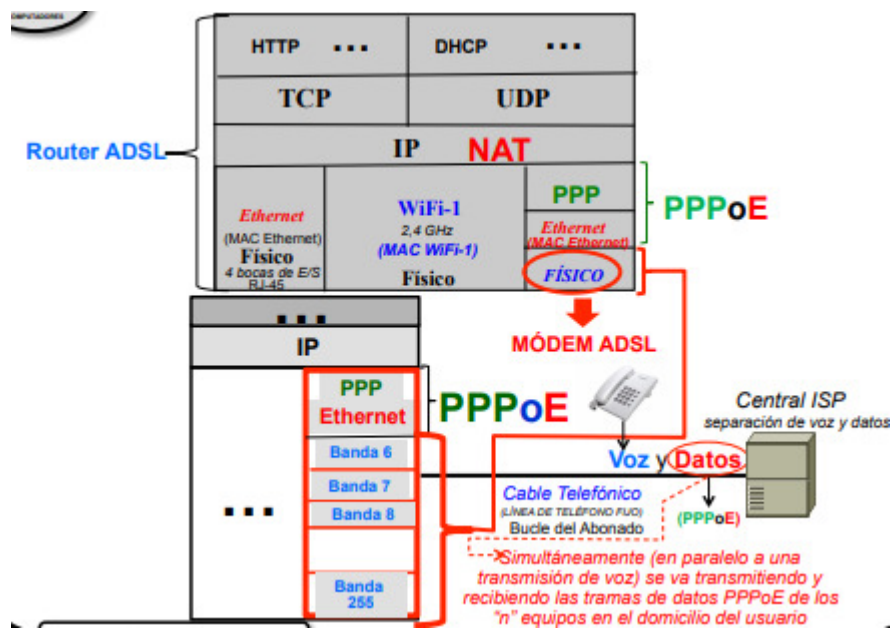 COMPUTADORES
HTTP ... DHCP ...
TCP UDP
IP NAT
Router ADSL
PPP
WiFi-1
PPPoE
Ethernet
2,4 GHz
Ethernet
(MAC Ethernet)
(MAC WiFi-1)
(MAC Ethernet)
Físico
4 bocas de E/S
RJ-45
Físico
FÍSICO
...
IP
MÓDEM ADSL
PPP
Ethernet
PPPoE
Central ISP
separación de voz y datos
Banda 6
Voz y Datos
Banda 7
Cable Telefónico
(LÍNEA DE TELÉFONO FIJO)
Bucle del Abonado
(PPPoE)
...
Banda 8
Simultáneamente (en paralelo a una
transmisión de voz) se va transmitiendo y
recibiendo las tramas de datos PPPoE de los
"n" equipos en el domicilio del usuario
Banda
255